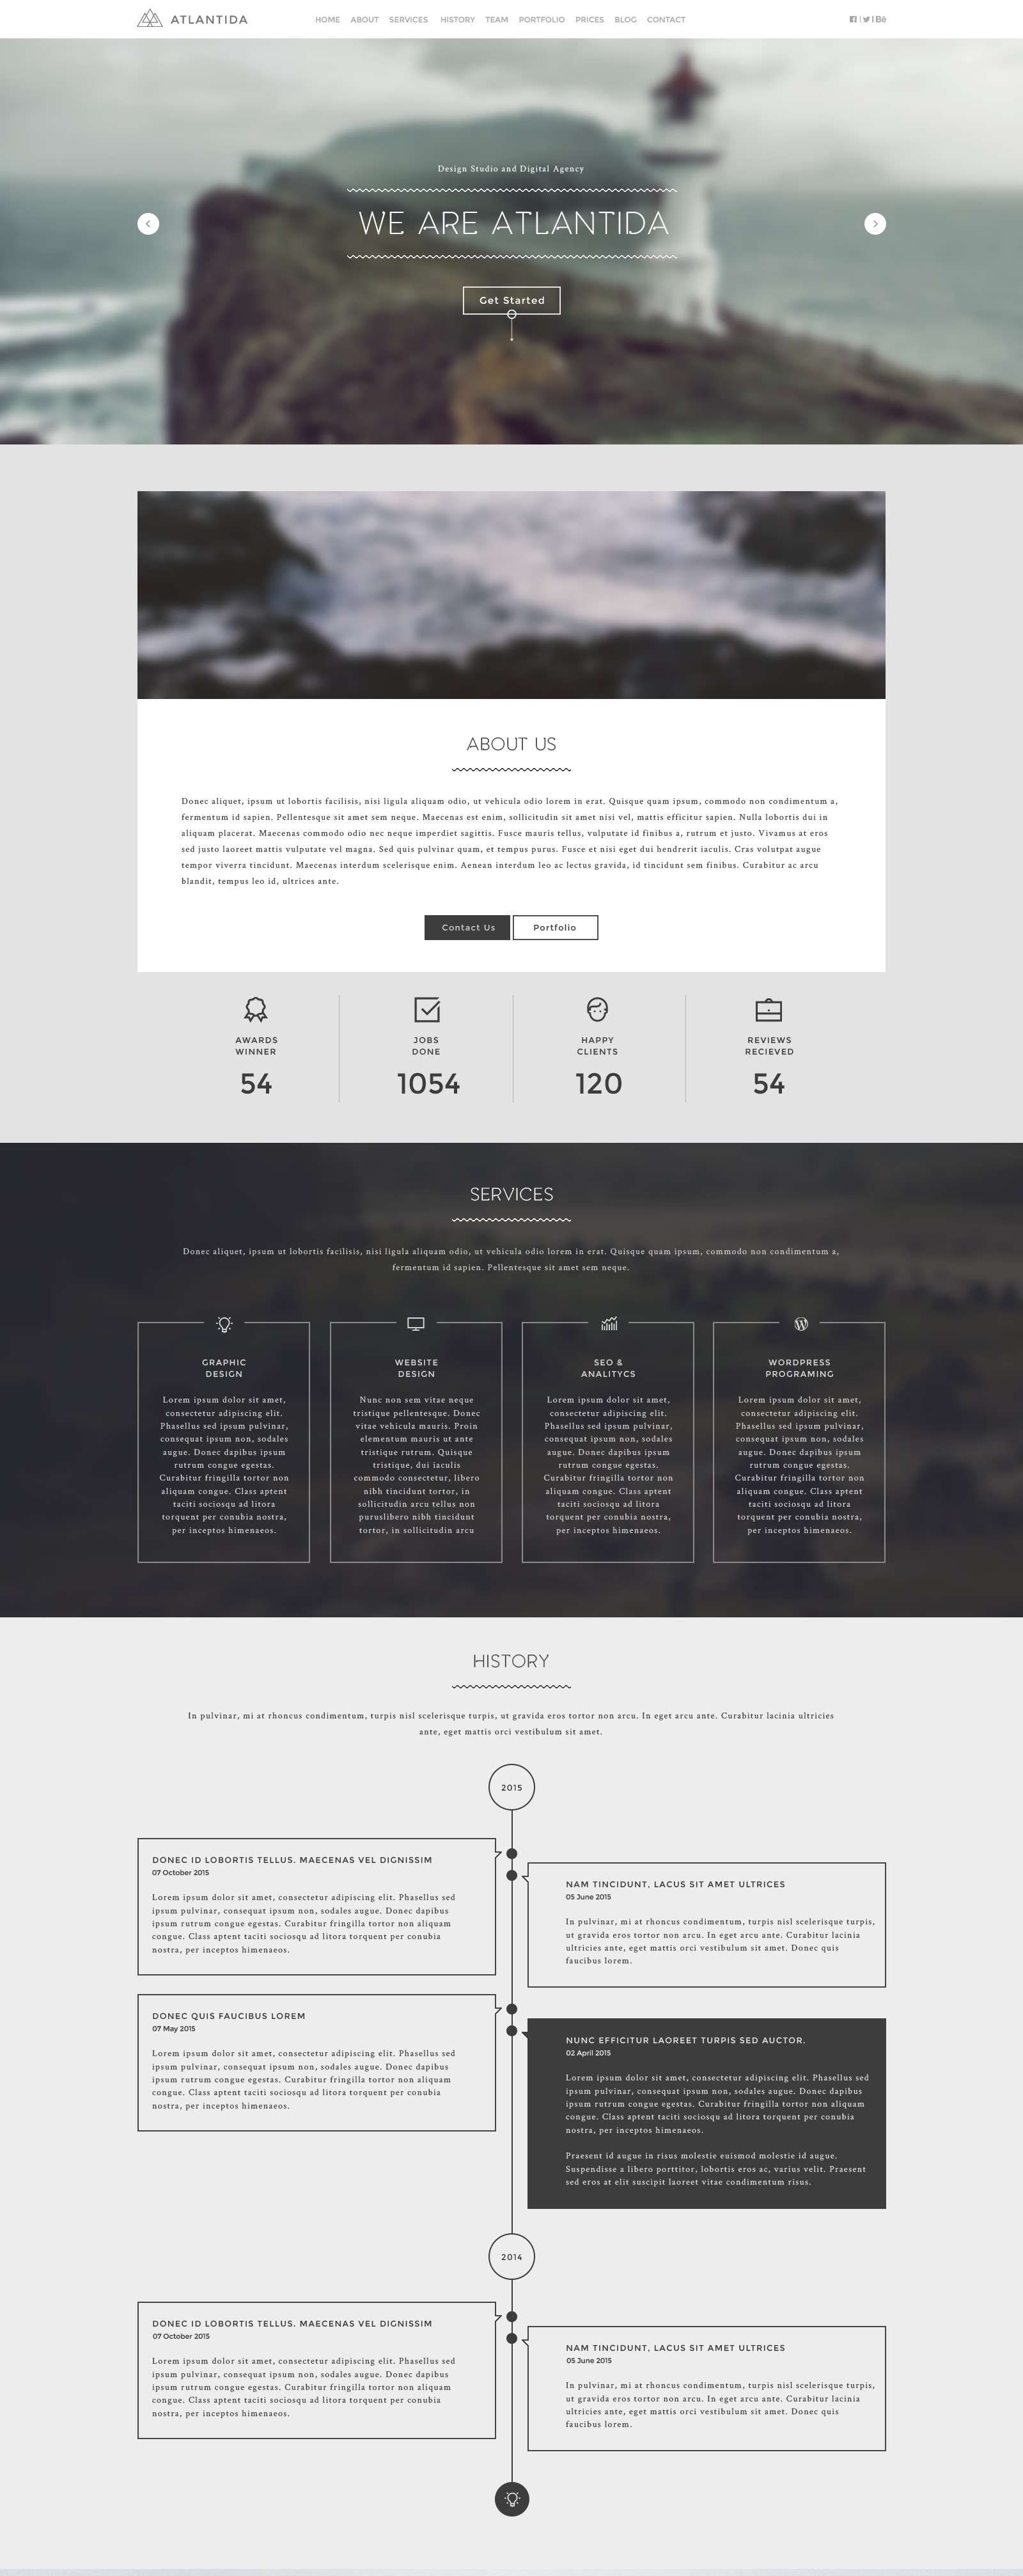 ATLANTIDA
HOME ABOUT SERVICES HISTORY TEAM PORTFOLIO PRICES BLOG CONTACT
Bē
Design Studio and Digital Agency
WE ARE ATLANTIDA
Get Started
ABOUT US
Donec aliquet, ipsum ut lobortis facilisis, nisi ligula aliquam odio, ut vehicula odio lorem in erat. Quisque quam ipsum, commodo non condimentum a,
fermentum id sapien. Pellentesque sit amet sem neque. Maecenas est enim, sollicitudin sit amet nisi vel, mattis efficitur sapien. Nulla lobortis dui in
aliquam placerat. Maecenas commodo odio nec neque imperdiet sagittis. Fusce mauris tellus, vulputate id finibus a, rutrum et justo. Vivamus at eros
sed justo laoreet mattis vulputate vel magna. Sed quis pulvinar quam, et tempus purus. Fusce et nisi eget dui hendrerit iaculis. Cras volutpat augue
tempor viverra tincidunt. Maecenas interdum scelerisque enim. Aenean interdum leo ac lectus gravida, id tincidunt sem finibus. Curabitur ac arcu
blandit, tempus leo id, ultrices ante.
Contact Us
Portfolio
AWARDS
WINNER
54
JOBS
DONE
1054
HAPPY
CLIENTS
120
REVIEWS
RECIEVED
54
SERVICES
Donec aliquet, ipsum ut lobortis facilisis, nisi ligula aliquam odio, ut vehicula odio lorem in erat. Quisque quam ipsum, commodo non condimentum a,
fermentum id sapien. Pellentesque sit amet sem neque.
GRAPHIC
DESIGN
Lorem ipsum dolor sit amet,
consectetur adipiscing elit.
Phasellus sed ipsum pulvinar,
consequat ipsum non, sodales
augue. Donec dapibus ipsum
rutrum congue egestas.
Curabitur fringilla tortor non
aliquam congue. Class aptent
taciti sociosqu ad litora
torquent per conubia nostra,
per inceptos himenaeos.
WEBSITE
DESIGN
Nunc non sem vitae neque
tristique pellentesque. Donec
vitae vehicula mauris. Proin
elementum mauris ut ante
tristique rutrum. Quisque
tristique, dui iaculis
commodo consectetur, libero
nibh tincidunt tortor, in
sollicitudin arcu tellus non
puruslibero nibh tincidunt
tortor, in sollicitudin arcu
SEO &
ANALITYCS
Lorem ipsum dolor sit amet,
consectetur adipiscing elit.
Phasellus sed ipsum pulvinar,
consequat ipsum non, sodales
augue. Donec dapibus ipsum
rutrum congue egestas.
Curabitur fringilla tortor non
aliquam congue. Class aptent
taciti sociosqu ad litora
torquent per conubia nostra,
per inceptos himenaeos.
WORDPRESS
PROGRAMING
Lorem ipsum dolor sit amet,
consectetur adipiscing elit.
Phasellus sed ipsum pulvinar,
consequat ipsum non, sodales
augue. Donec dapibus ipsum
rutrum congue egestas.
Curabitur fringilla tortor non
aliquam congue. Class aptent
taciti sociosqu ad litora
torquent per conubia nostra,
per inceptos himenaeos.
HISTORY
In pulvinar, mi at rhoncus condimentum, turpis nisl scelerisque turpis, ut gravida eros tortor non arcu. In eget arcu ante. Curabitur lacinia ultricies
ante, eget mattis orci vestibulum sit amet.
2015
DONEC ID LOBORTIS TELLUS. MAECENAS VEL DIGNISSIM
07 October 2015
Lorem ipsum dolor sit amet, consectetur adipiscing elit. Phasellus sed
ipsum pulvinar, consequat ipsum non, sodales augue. Donec dapibus
ipsum rutrum congue egestas. Curabitur fringilla tortor non aliquam
congue. Class aptent taciti sociosqu ad litora torquent per conubia
nostra, per inceptos himenaeos.
NAM TINCIDUNT, LACUS SIT AMET ULTRICES
05 June 2015
In pulvinar, mi at rhoncus condimentum, turpis nisl scelerisque turpis,
ut gravida eros tortor non arcu. In eget arcu ante. Curabitur lacinia
ultricies ante, eget mattis orci vestibulum sit amet. Donec quis
faucibus lorem.
DONEC QUIS FAUCIBUS LOREM
07 May 2015
Lorem ipsum dolor sit amet, consectetur adipiscing elit. Phasellus sed
ipsum pulvinar, consequat ipsum non, sodales augue. Donec dapibus
ipsum rutrum congue egestas. Curabitur fringilla tortor non aliquam
congue. Class aptent taciti sociosqu ad litora torquent per conubia
nostra, per inceptos himenaeos.
NUNC EFFICITUR LAOREET TURPIS SED AUCTOR.
02 April 2015
Lorem ipsum dolor sit amet, consectetur adipiscing elit. Phasellus sed
ipsum pulvinar, consequat ipsum non, sodales augue. Donec dapibus
ipsum rutrum congue egestas. Curabitur fringilla tortor non aliquam
congue. Class aptent taciti sociosqu ad litora torquent per conubia
nostra, per inceptos himenaeos.
Praesent id augue in risus molestie euismod molestie id augue.
Suspendisse a libero porttitor, lobortis eros ac, varius velit. Praesent
sed eros at elit suscipit laoreet vitae condimentum risus.
2014
DONEC ID LOBORTIS TELLUS. MAECENAS VEL DIGNISSIM
07 October 2015
Lorem ipsum dolor sit amet, consectetur adipiscing elit. Phasellus sed
ipsum pulvinar, consequat ipsum non, sodales augue. Donec dapibus
ipsum rutrum congue egestas. Curabitur fringilla tortor non aliquam
congue. Class aptent taciti sociosqu ad litora torquent per conubia
nostra, per inceptos himenaeos.
NAM TINCIDUNT, LACUS SIT AMET ULTRICES
05 June 2015
In pulvinar, mi at rhoncus condimentum, turpis nisl scelerisque turpis,
ut gravida eros tortor non arcu. In eget arcu ante. Curabitur lacinia
ultricies ante, eget mattis orci vestibulum sit amet. Donec quis
faucibus lorem.